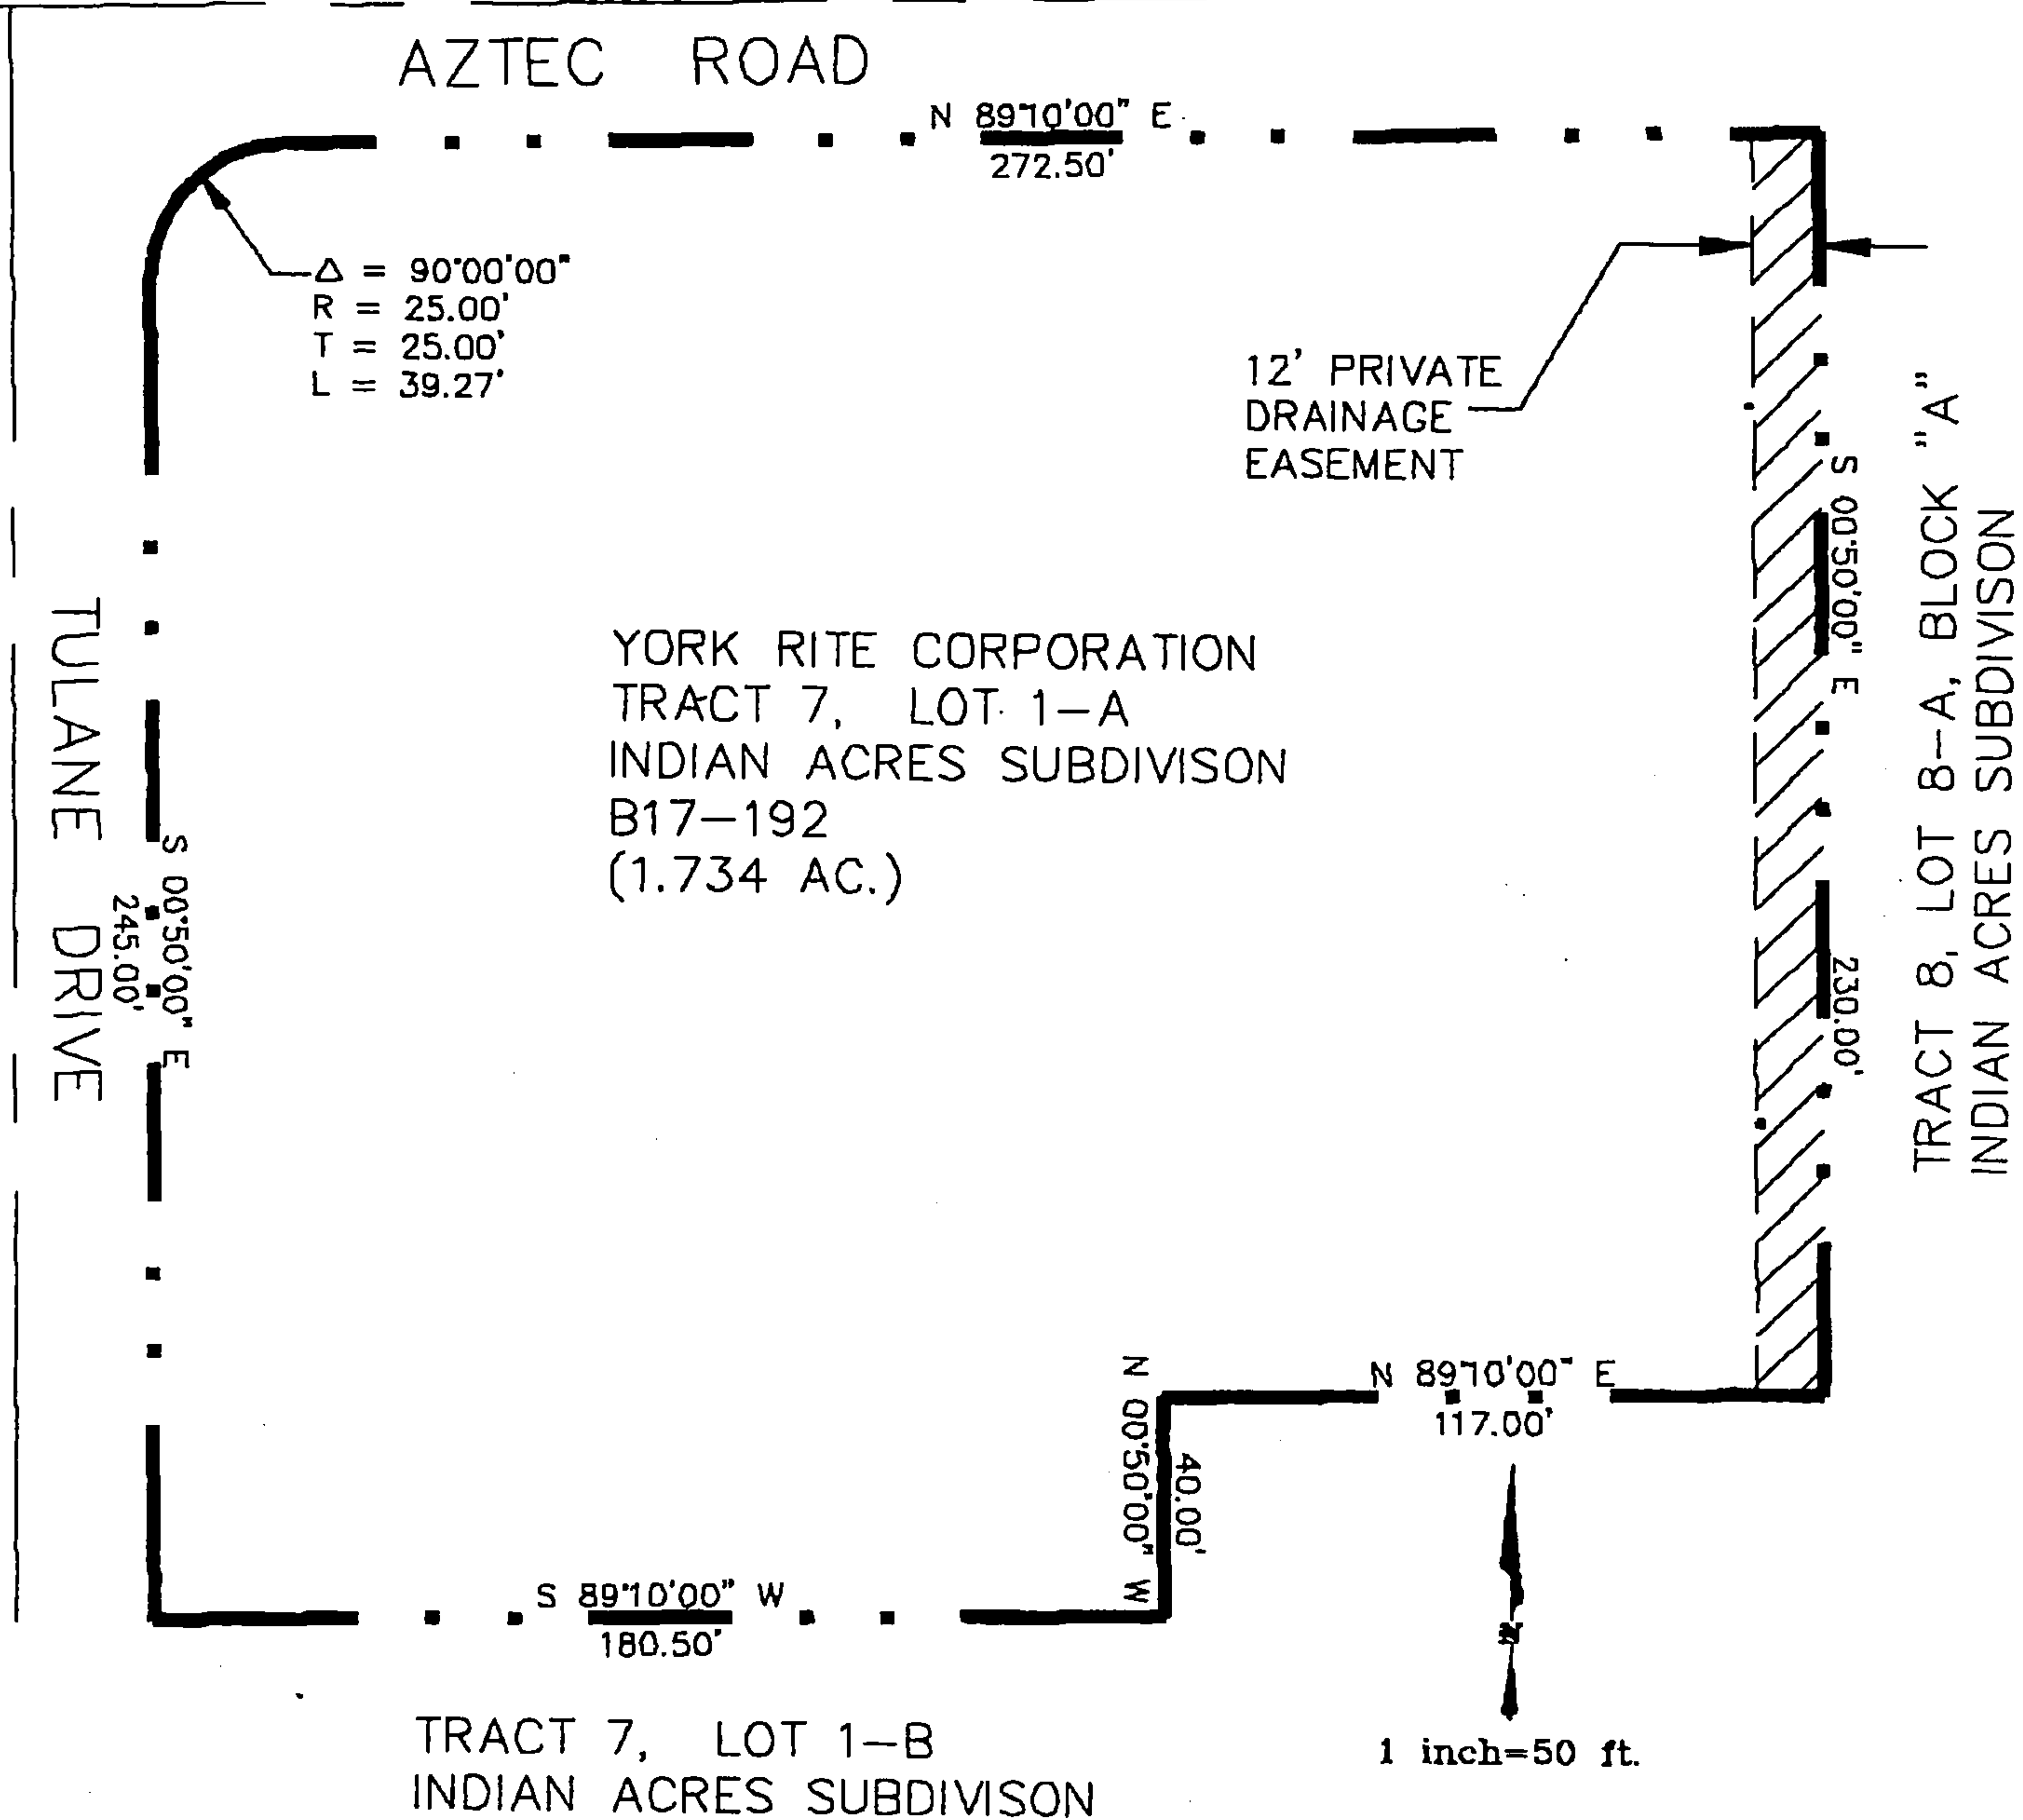 AZTEC ROAD
N 89°10'00" E
272.50'
Δ = 90°00'00"
R = 25.00'
T = 25.00'
L = 39.27'
12' PRIVATE
DRAINAGE
EASEMENT
S 00°50'00" E
230.00'
TRACT 8, LOT 8-A, BLOCK "A"
INDIAN ACRES SUBDIVISON
YORK RITE CORPORATION
TRACT 7, LOT 1-A
INDIAN ACRES SUBDIVISON
B17-192
(1.734 AC.)
TULANE DRIVE
S 00°50'00" E
245.00'
N 89°10'00" E
117.00'
N 00°50'00" W
40.00'
S 89°10'00" W
180.50'
N
1 inch=50 ft.
TRACT 7, LOT 1-B
INDIAN ACRES SUBDIVISON